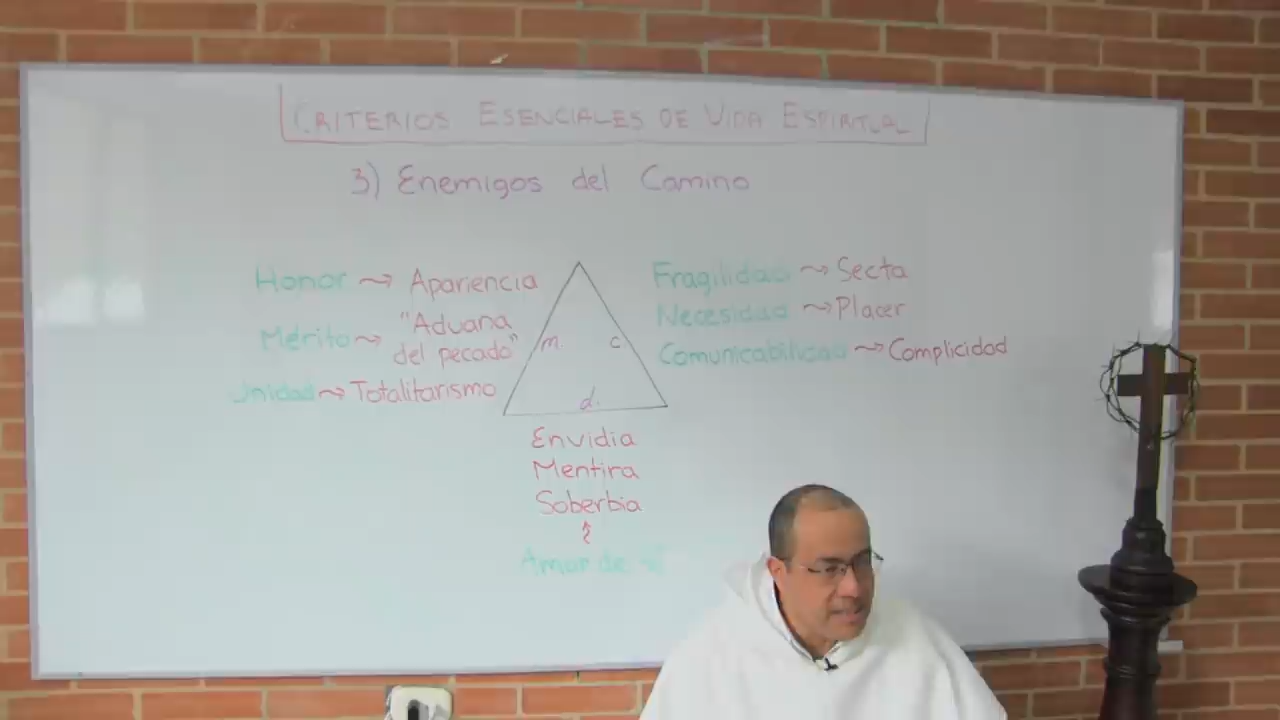 CRITERIOS ESENCIALES DE VIDA ESPIRITUAL
3) Enemigos del Camino
Honor ⤳ Apariencia
Mérito ⤳ "Aduana
del pecado"
Unidad ⤳ Totalitarismo
m.
c
d.
Fragilidad ⤳ Secta
Necesidad ⤳ Placer
Comunicabilidad ⤳ Complicidad
Envidia
Mentira
Soberbia
Amor de sí